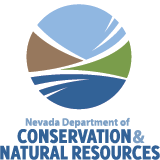 Nevada Department of
CONSERVATION&
NATURAL RESOURCES